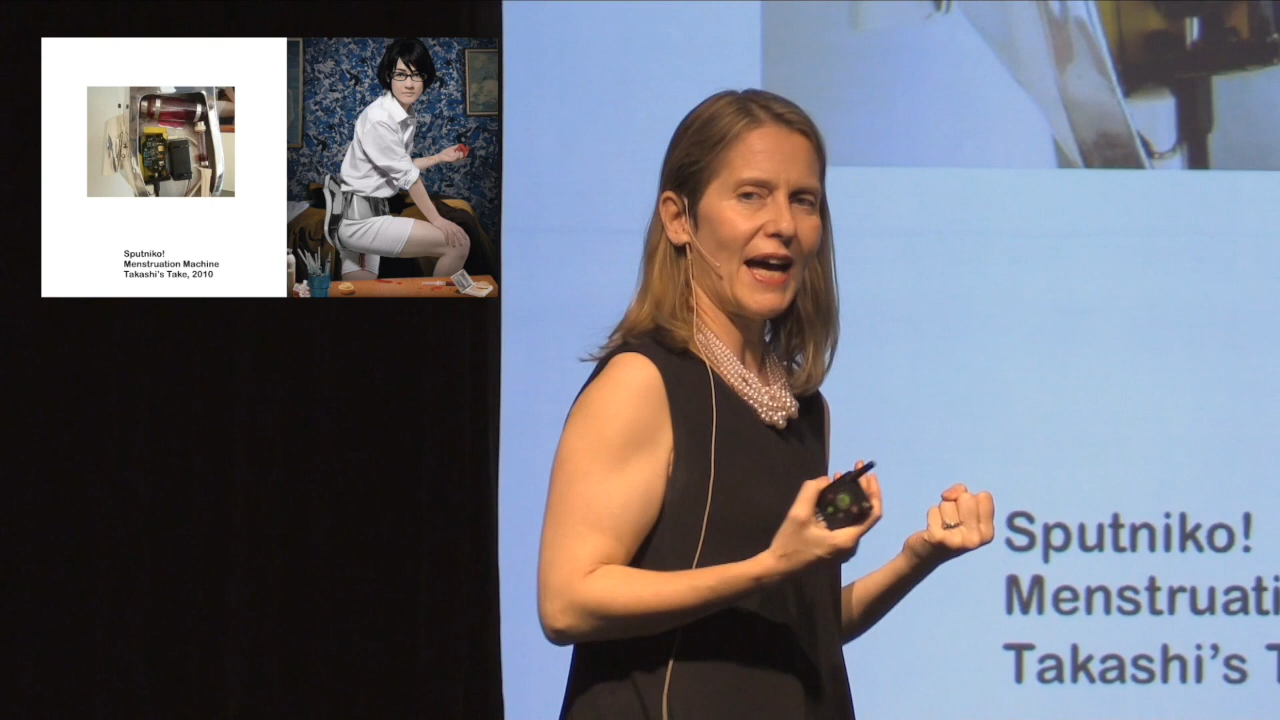 Sputniko!
Menstruation Machine
Takashi's Take, 2010
Sputniko!
Menstruati
Takashi's T